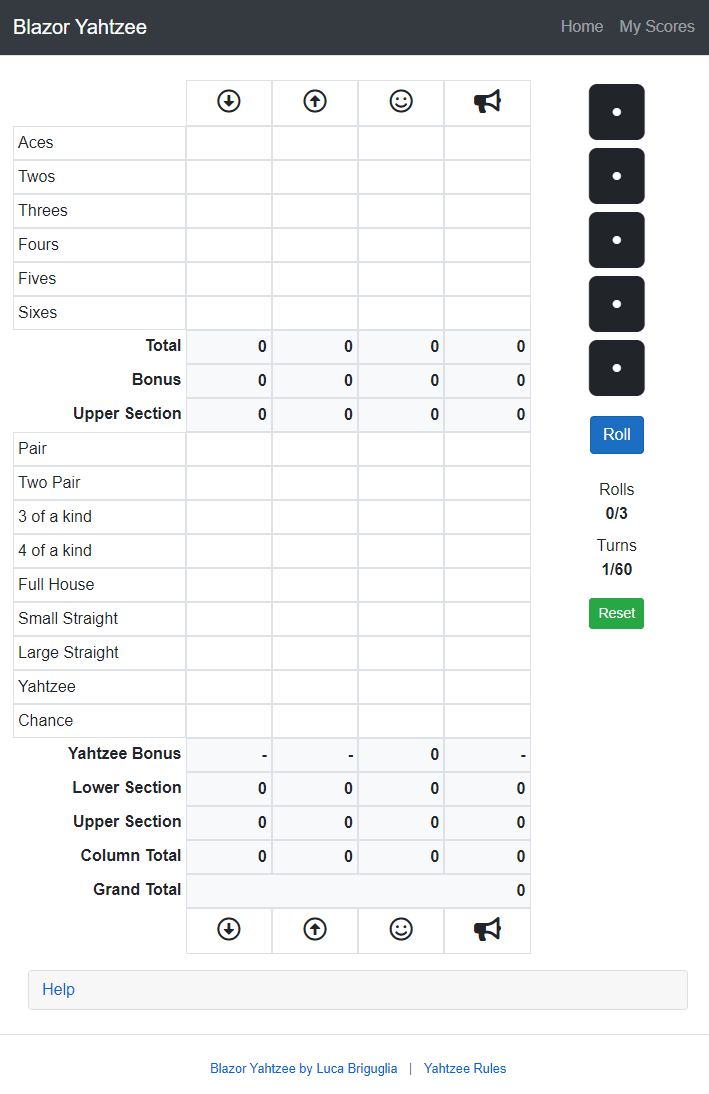 Blazor Yahtzee Home My Scores
Aces
Twos
Threes
Fours
Fives
Sixes
Total 0 0 0 0
Bonus 0 0 0 0
Upper Section 0 0 0 0
Pair
Two Pair
3 of a kind
4 of a kind
Full House
Small Straight
Large Straight
Yahtzee
Chance
Yahtzee Bonus - - 0 -
Lower Section 0 0 0 0
Upper Section 0 0 0 0
Column Total 0 0 0 0
Grand Total 0
Roll
Rolls
0/3
Turns
1/60
Reset
Help
Blazor Yahtzee by Luca Briguglia | Yahtzee Rules